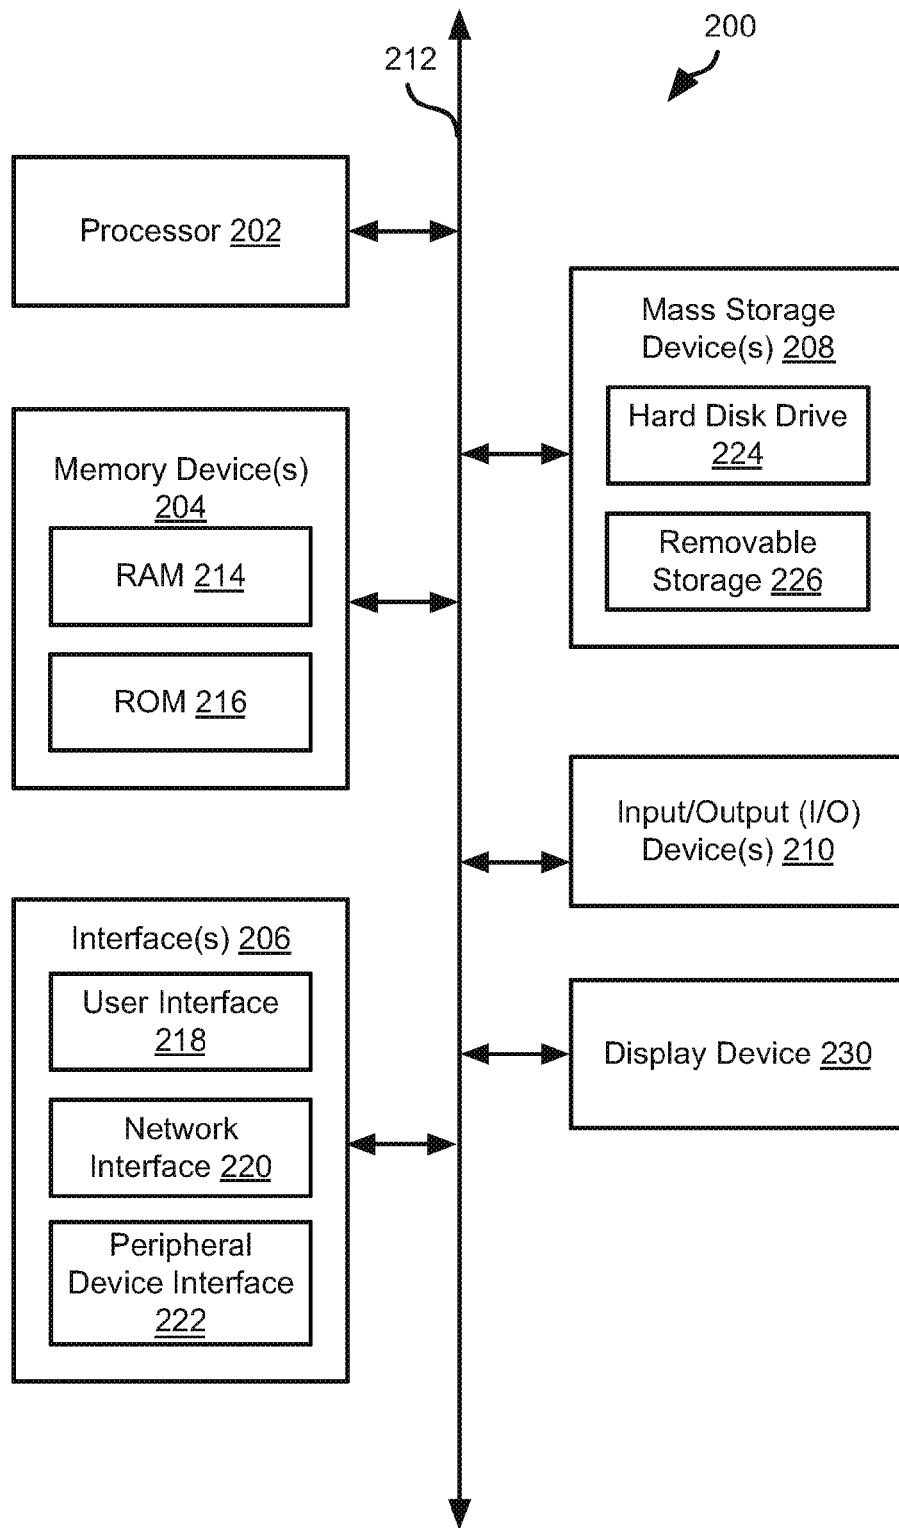 200
212
Processor 202
Mass Storage
Device(s) 208
Hard Disk Drive
224
Removable
Storage 226
Memory Device(s)
204
RAM 214
ROM 216
Input/Output (I/O)
Device(s) 210
Interface(s) 206
User Interface
218
Network
Interface 220
Peripheral
Device Interface
222
Display Device 230